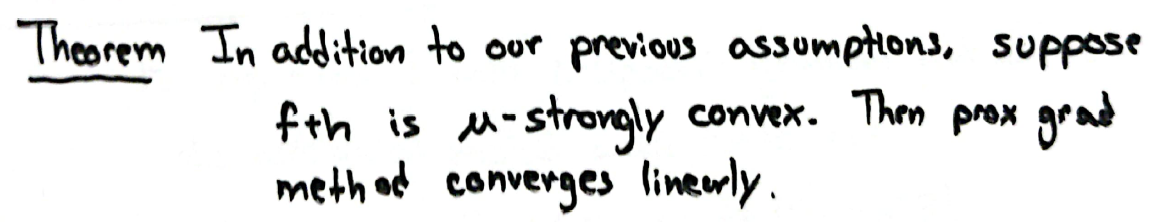 Theorem In addition to our previous assumptions, suppose
f+h is μ-strongly convex. Then prox grad
method converges linearly.